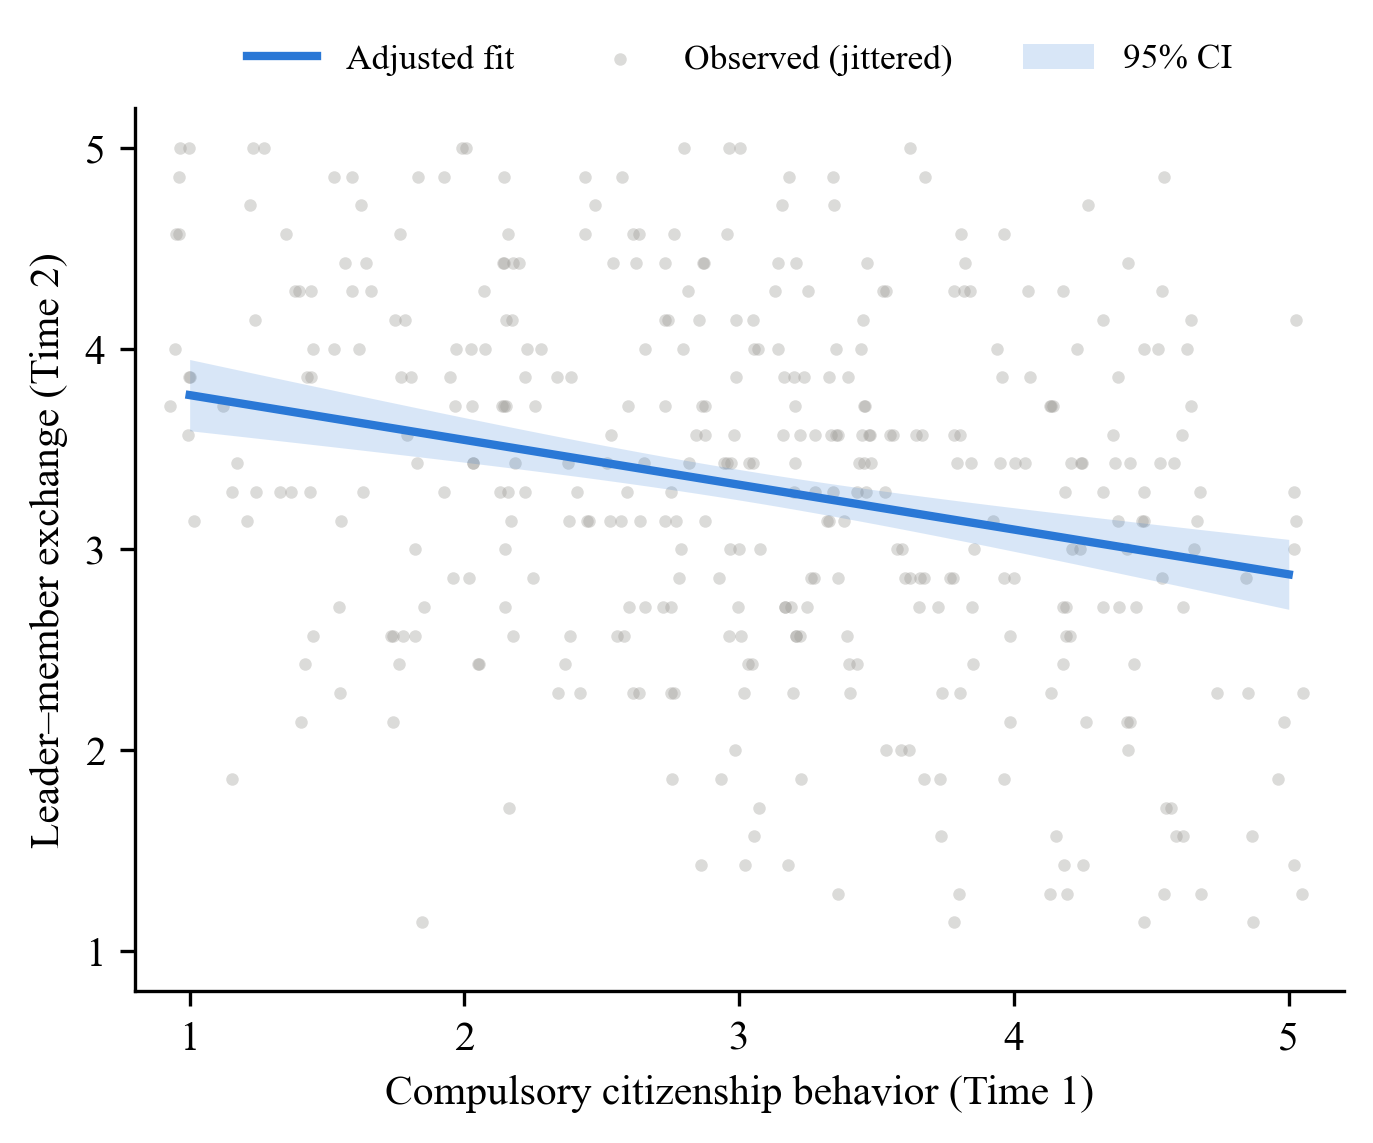 Adjusted fit
Observed (jittered)
95% CI
Leader–member exchange (Time 2)
5
4
3
2
1
1
2
3
4
5
Compulsory citizenship behavior (Time 1)